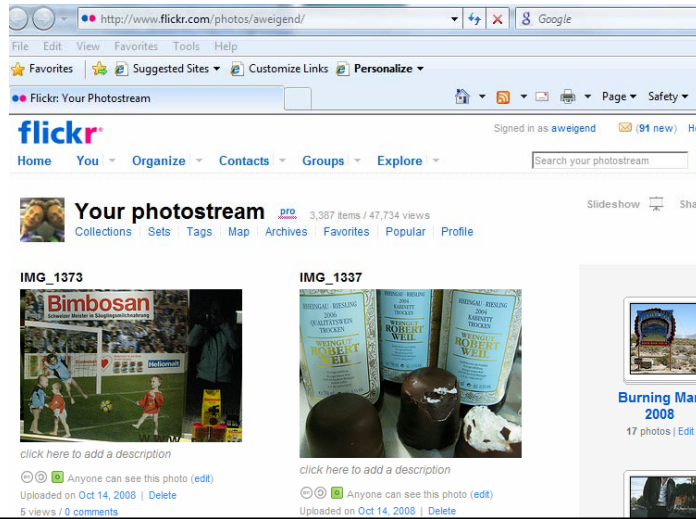 http://www.flickr.com/photos/aweigend/
Google
File Edit View Favorites Tools Help
Favorites Suggested Sites Customize Links Personalize
Flickr: Your Photostream
Page Safety
flickr
Signed in as aweigend (91 new)
Home You Organize Contacts Groups Explore
Search your photostream
Your photostream pro 3,387 items / 47,734 views
Slideshow
Collections Sets Tags Map Archives Favorites Popular Profile
IMG_1373
IMG_1337
Bimbosan
Schweizer Meister in Säuglingsmilchnahrung
Heliomalt
www
RHEINGAU · RIESLING
2006
QUALITÄTSWEIN
TROCKEN
WEINGUT
ROBERT
WEIL
RHEINGAU · RIESLING
2004
KABINETT
TROCKEN
WEINGUT
ROBERT
WEIL
2004
KABINETT
TROCKEN
WEINGUT
ROBERT
WEIL
Burning Man
2008
17 photos | Edit
click here to add a description
Anyone can see this photo (edit)
Uploaded on Oct 14, 2008 | Delete
5 views / 0 comments
click here to add a description
Anyone can see this photo (edit)
Uploaded on Oct 14, 2008 | Delete